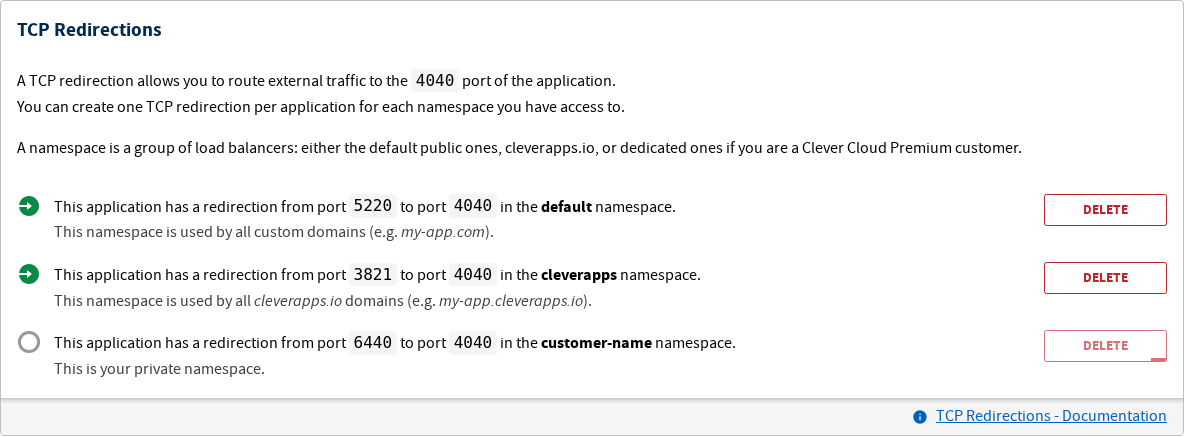 TCP Redirections
A TCP redirection allows you to route external traffic to the 4040 port of the application.
You can create one TCP redirection per application for each namespace you have access to.
A namespace is a group of load balancers: either the default public ones, cleverapps.io, or dedicated ones if you are a Clever Cloud Premium customer.
This application has a redirection from port 5220 to port 4040 in the default namespace.
DELETE
This namespace is used by all custom domains (e.g. my-app.com).
This application has a redirection from port 3821 to port 4040 in the cleverapps namespace.
DELETE
This namespace is used by all cleverapps.io domains (e.g. my-app.cleverapps.io).
This application has a redirection from port 6440 to port 4040 in the customer-name namespace.
DELETE
This is your private namespace.
TCP Redirections - Documentation